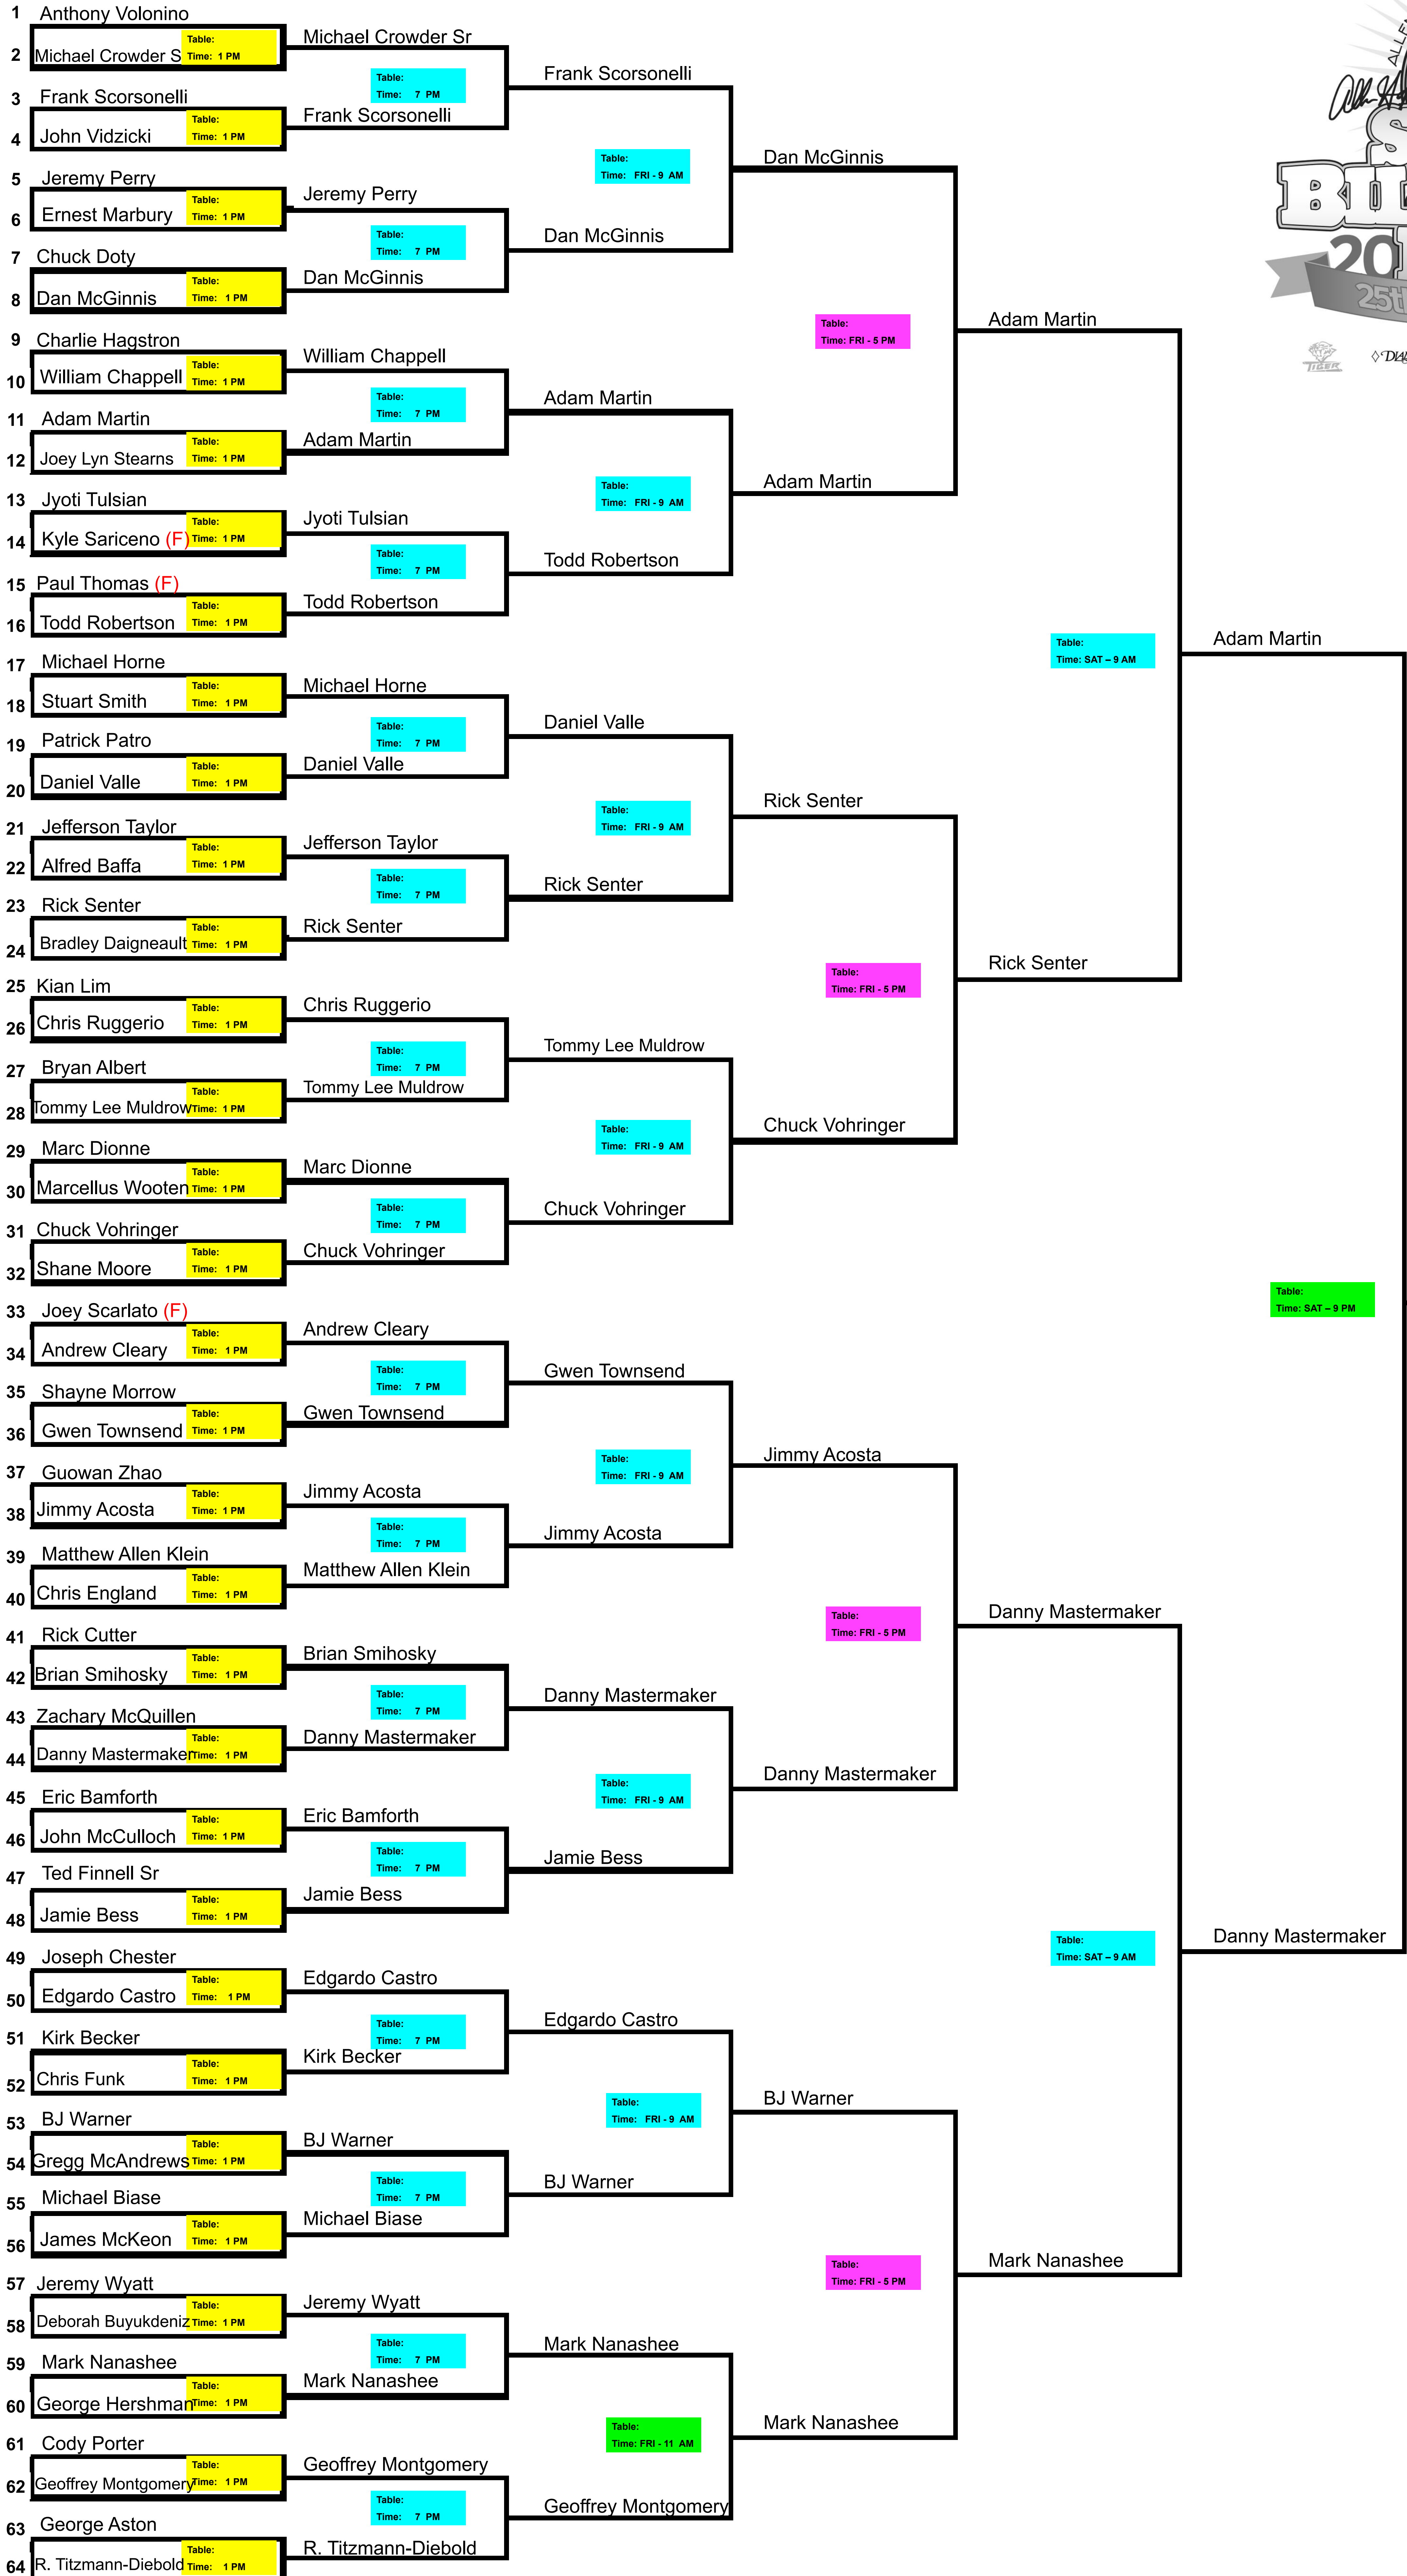 1 Anthony Volonino
2 Michael Crowder S
Table:
Time: 1 PM
3 Frank Scorsonelli
4 John Vidzicki
Table:
Time: 1 PM
5 Jeremy Perry
6 Ernest Marbury
Table:
Time: 1 PM
7 Chuck Doty
8 Dan McGinnis
Table:
Time: 1 PM
9 Charlie Hagstron
10 William Chappell
Table:
Time: 1 PM
11 Adam Martin
12 Joey Lyn Stearns
Table:
Time: 1 PM
13 Jyoti Tulsian
14 Kyle Sariceno (F)
Table:
Time: 1 PM
15 Paul Thomas (F)
16 Todd Robertson
Table:
Time: 1 PM
17 Michael Horne
18 Stuart Smith
Table:
Time: 1 PM
19 Patrick Patro
20 Daniel Valle
Table:
Time: 1 PM
21 Jefferson Taylor
22 Alfred Baffa
Table:
Time: 1 PM
23 Rick Senter
24 Bradley Daigneault
Table:
Time: 1 PM
25 Kian Lim
26 Chris Ruggerio
Table:
Time: 1 PM
27 Bryan Albert
28 Tommy Lee Muldrow
Table:
Time: 1 PM
29 Marc Dionne
30 Marcellus Wooten
Table:
Time: 1 PM
31 Chuck Vohringer
32 Shane Moore
Table:
Time: 1 PM
33 Joey Scarlato (F)
34 Andrew Cleary
Table:
Time: 1 PM
35 Shayne Morrow
36 Gwen Townsend
Table:
Time: 1 PM
37 Guowan Zhao
38 Jimmy Acosta
Table:
Time: 1 PM
39 Matthew Allen Klein
40 Chris England
Table:
Time: 1 PM
41 Rick Cutter
42 Brian Smihosky
Table:
Time: 1 PM
43 Zachary McQuillen
44 Danny Mastermaker
Table:
Time: 1 PM
45 Eric Bamforth
46 John McCulloch
Table:
Time: 1 PM
47 Ted Finnell Sr
48 Jamie Bess
Table:
Time: 1 PM
49 Joseph Chester
50 Edgardo Castro
Table:
Time: 1 PM
51 Kirk Becker
52 Chris Funk
Table:
Time: 1 PM
53 BJ Warner
54 Gregg McAndrews
Table:
Time: 1 PM
55 Michael Biase
56 James McKeon
Table:
Time: 1 PM
57 Jeremy Wyatt
58 Deborah Buyukdeniz
Table:
Time: 1 PM
59 Mark Nanashee
60 George Hershman
Table:
Time: 1 PM
61 Cody Porter
62 Geoffrey Montgomery
Table:
Time: 1 PM
63 George Aston
64 R. Titzmann-Diebold
Table:
Time: 1 PM
Michael Crowder Sr
Table:
Time: 7 PM
Frank Scorsonelli
Jeremy Perry
Table:
Time: 7 PM
Dan McGinnis
William Chappell
Table:
Time: 7 PM
Adam Martin
Jyoti Tulsian
Table:
Time: 7 PM
Todd Robertson
Michael Horne
Table:
Time: 7 PM
Daniel Valle
Jefferson Taylor
Table:
Time: 7 PM
Rick Senter
Chris Ruggerio
Table:
Time: 7 PM
Tommy Lee Muldrow
Marc Dionne
Table:
Time: 7 PM
Chuck Vohringer
Andrew Cleary
Table:
Time: 7 PM
Gwen Townsend
Jimmy Acosta
Table:
Time: 7 PM
Matthew Allen Klein
Brian Smihosky
Table:
Time: 7 PM
Danny Mastermaker
Eric Bamforth
Table:
Time: 7 PM
Jamie Bess
Edgardo Castro
Table:
Time: 7 PM
Kirk Becker
BJ Warner
Table:
Time: 7 PM
Michael Biase
Jeremy Wyatt
Table:
Time: 7 PM
Mark Nanashee
Geoffrey Montgomery
Table:
Time: 7 PM
R. Titzmann-Diebold
Frank Scorsonelli
Table:
Time: FRI - 9 AM
Dan McGinnis
Adam Martin
Table:
Time: FRI - 9 AM
Todd Robertson
Daniel Valle
Table:
Time: FRI - 9 AM
Rick Senter
Tommy Lee Muldrow
Table:
Time: FRI - 9 AM
Chuck Vohringer
Gwen Townsend
Table:
Time: FRI - 9 AM
Jimmy Acosta
Danny Mastermaker
Table:
Time: FRI - 9 AM
Jamie Bess
Edgardo Castro
Table:
Time: FRI - 9 AM
BJ Warner
Mark Nanashee
Table:
Time: FRI - 11 AM
Geoffrey Montgomery
Dan McGinnis
Table:
Time: FRI - 5 PM
Adam Martin
Rick Senter
Table:
Time: FRI - 5 PM
Chuck Vohringer
Jimmy Acosta
Table:
Time: FRI - 5 PM
Danny Mastermaker
BJ Warner
Table:
Time: FRI - 5 PM
Mark Nanashee
Adam Martin
Table:
Time: SAT – 9 AM
Rick Senter
Danny Mastermaker
Table:
Time: SAT – 9 AM
Mark Nanashee
Adam Martin
Table:
Time: SAT – 9 PM
Danny Mastermaker
20
25th
TIGER